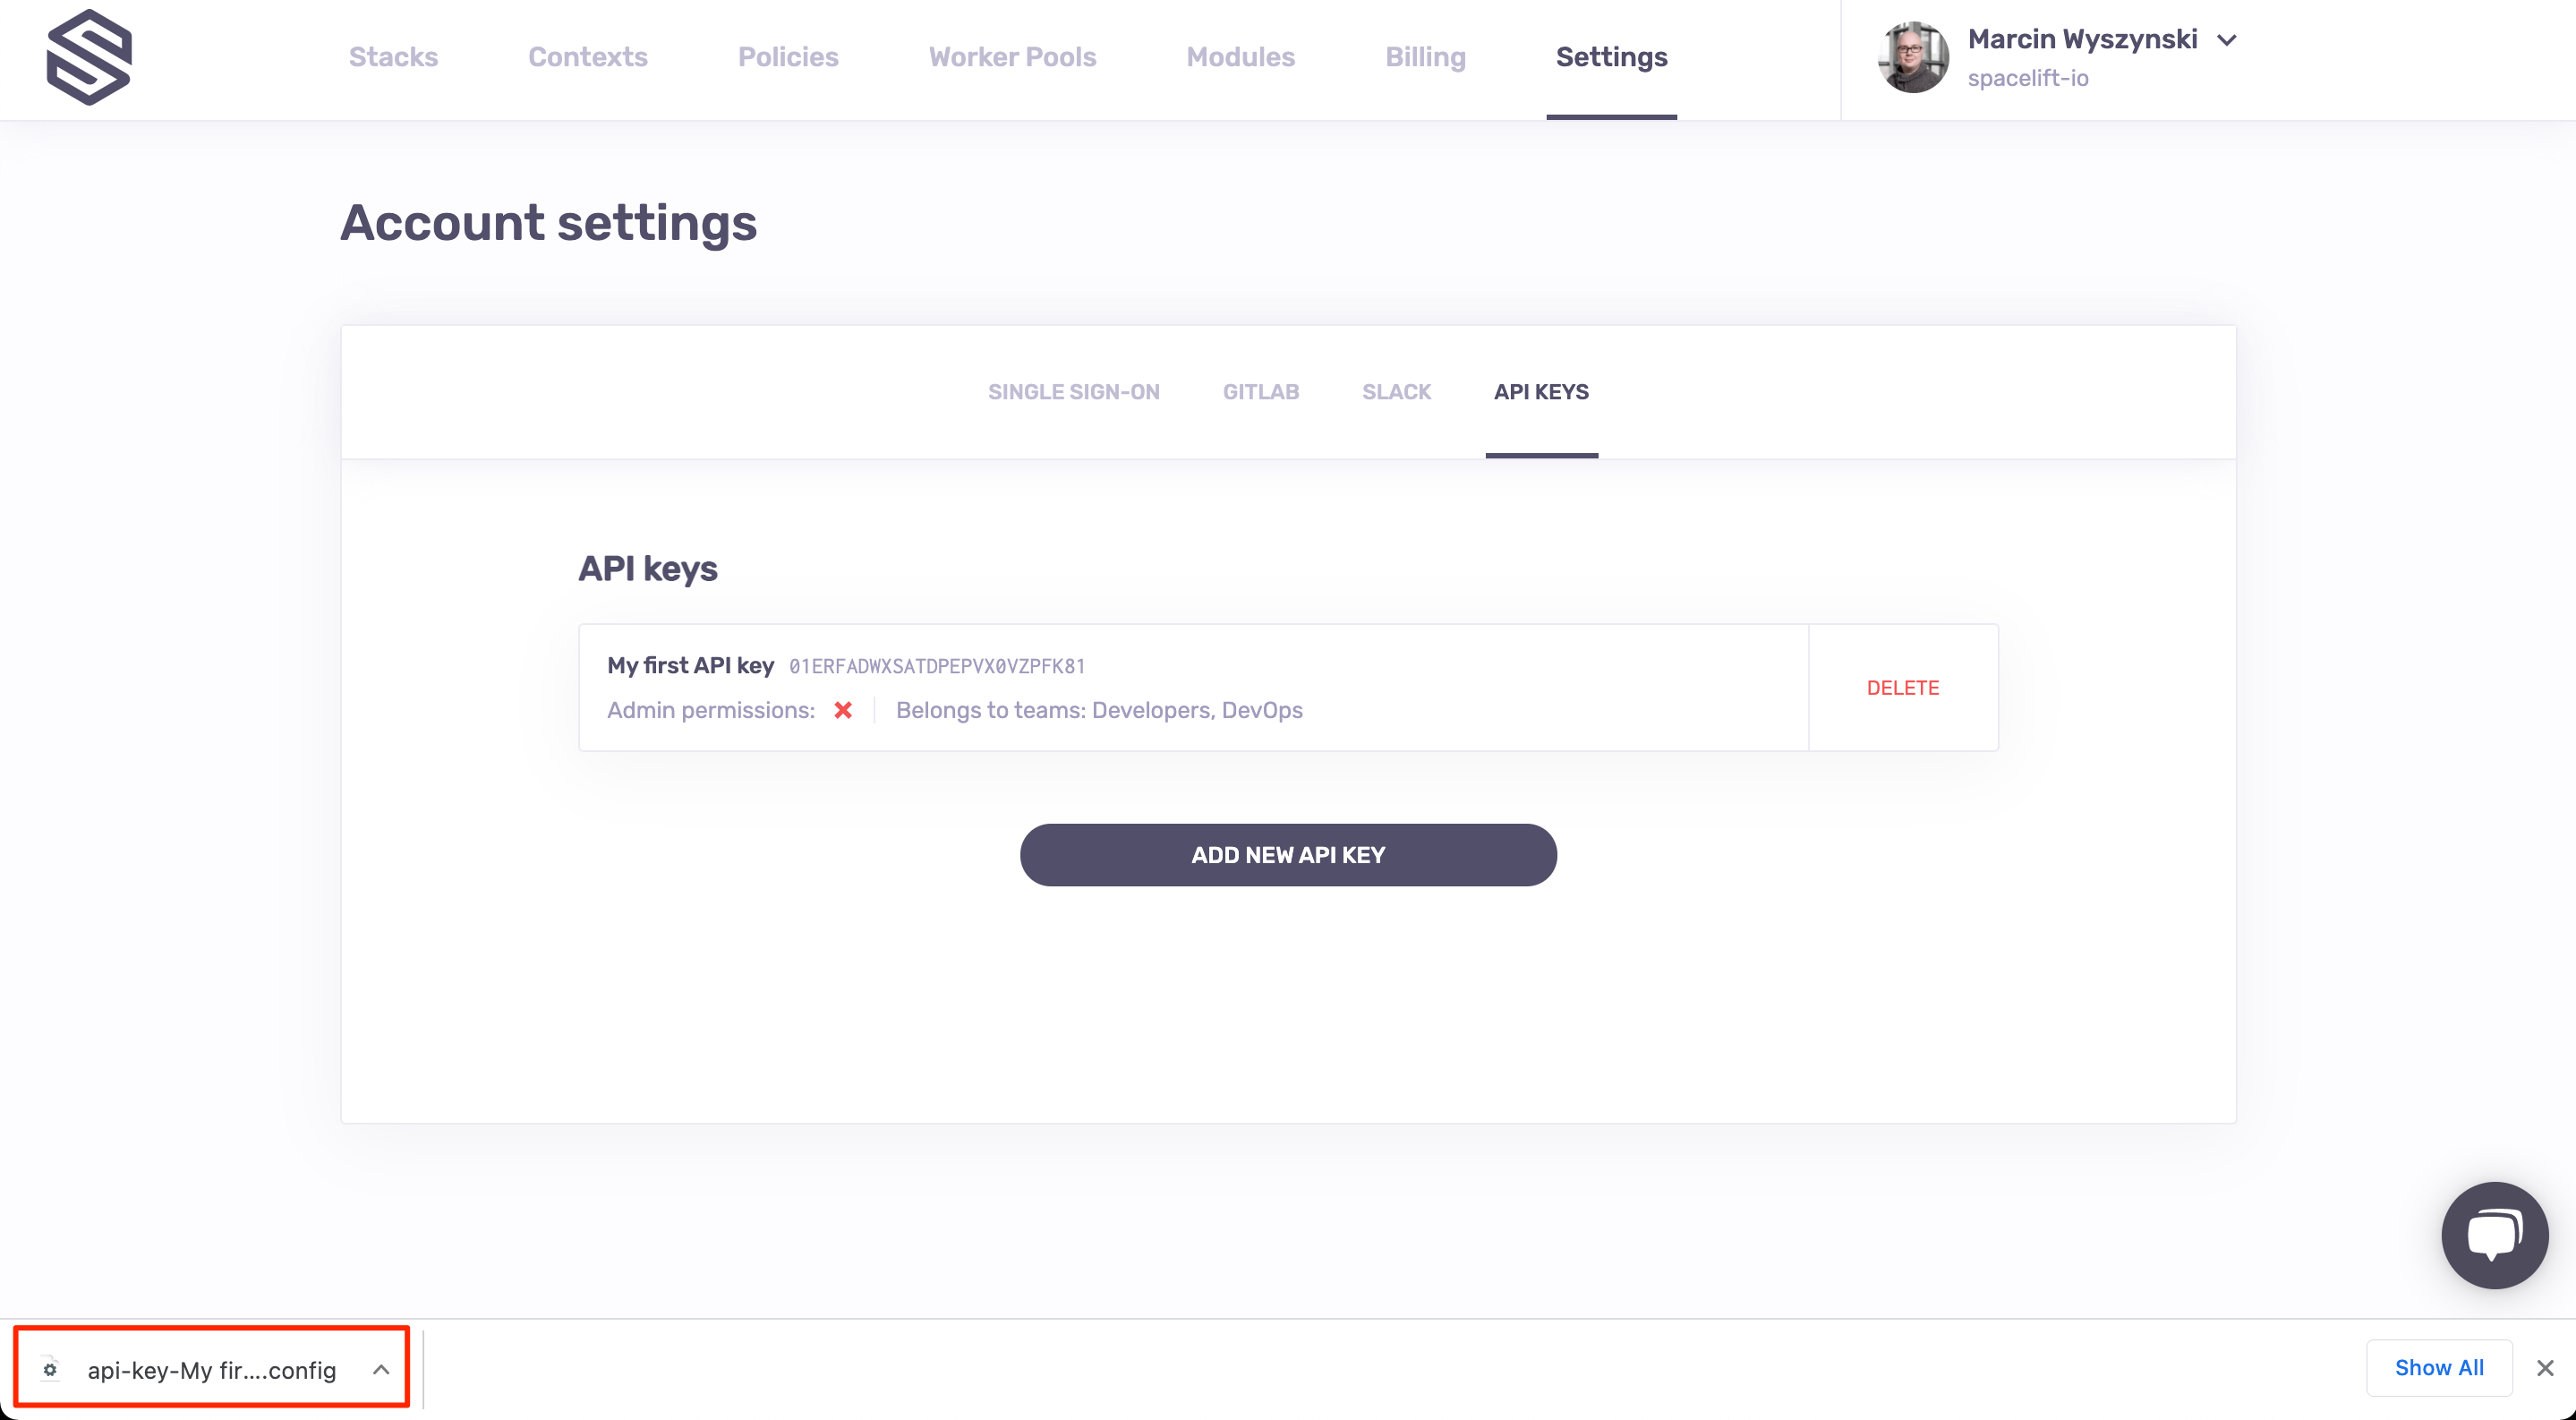 Stacks
Contexts
Policies
Worker Pools
Modules
Billing
Settings
Marcin Wyszynski
spacelift-io
Account settings
SINGLE SIGN-ON
GITLAB
SLACK
API KEYS
API keys
My first API key 01ERFADWXSATDPEPVX0VZPFK81
Admin permissions:
Belongs to teams: Developers, DevOps
DELETE
ADD NEW API KEY
api-key-My fir....config
Show All